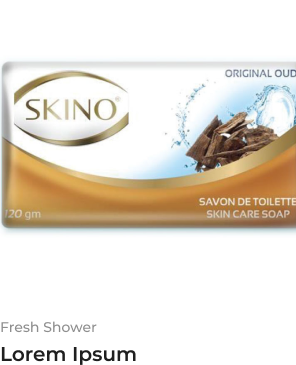 ORIGINAL OUD
SKINO®
SAVON DE TOILETTE
120 gm
SKIN CARE SOAP
Fresh Shower
Lorem Ipsum